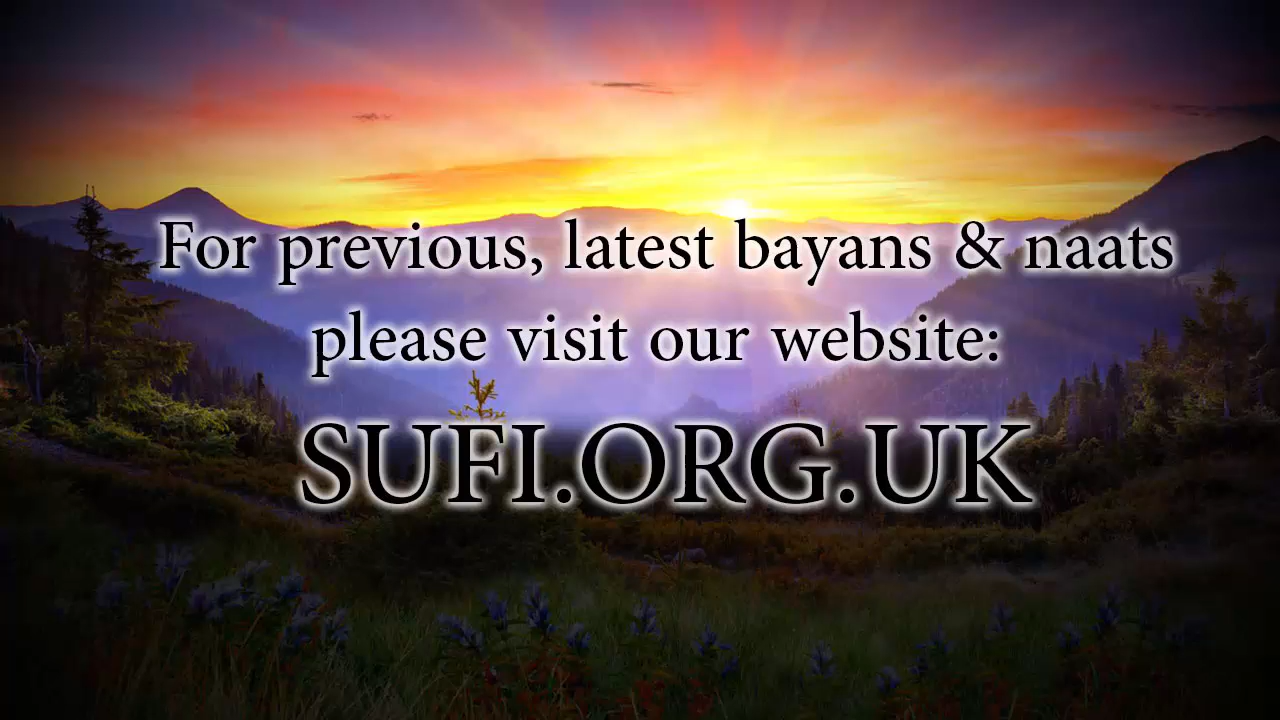 For previous, latest bayans & naats
please visit our website:
SUFI.ORG.UK